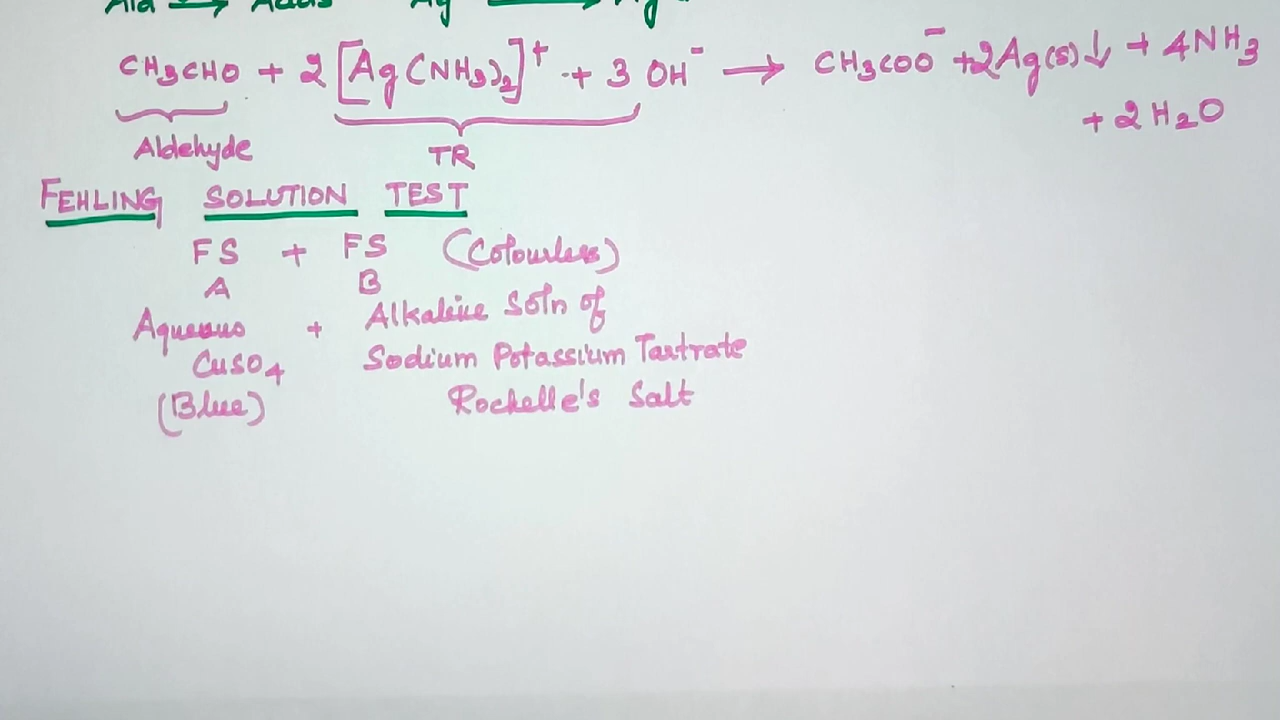 CH3CHO + 2 [Ag(NH3)2]+ + 3 OH- → CH3COO- + 2Ag(s)↓ + 4NH3
+ 2H2O
Aldehyde TR
FEHLING SOLUTION TEST
FS + FS (Colourless)
A B
Aqueous + Alkaline Soln of
CuSO4 Sodium Potassium Tartrate
(Blue) Rochelle's Salt